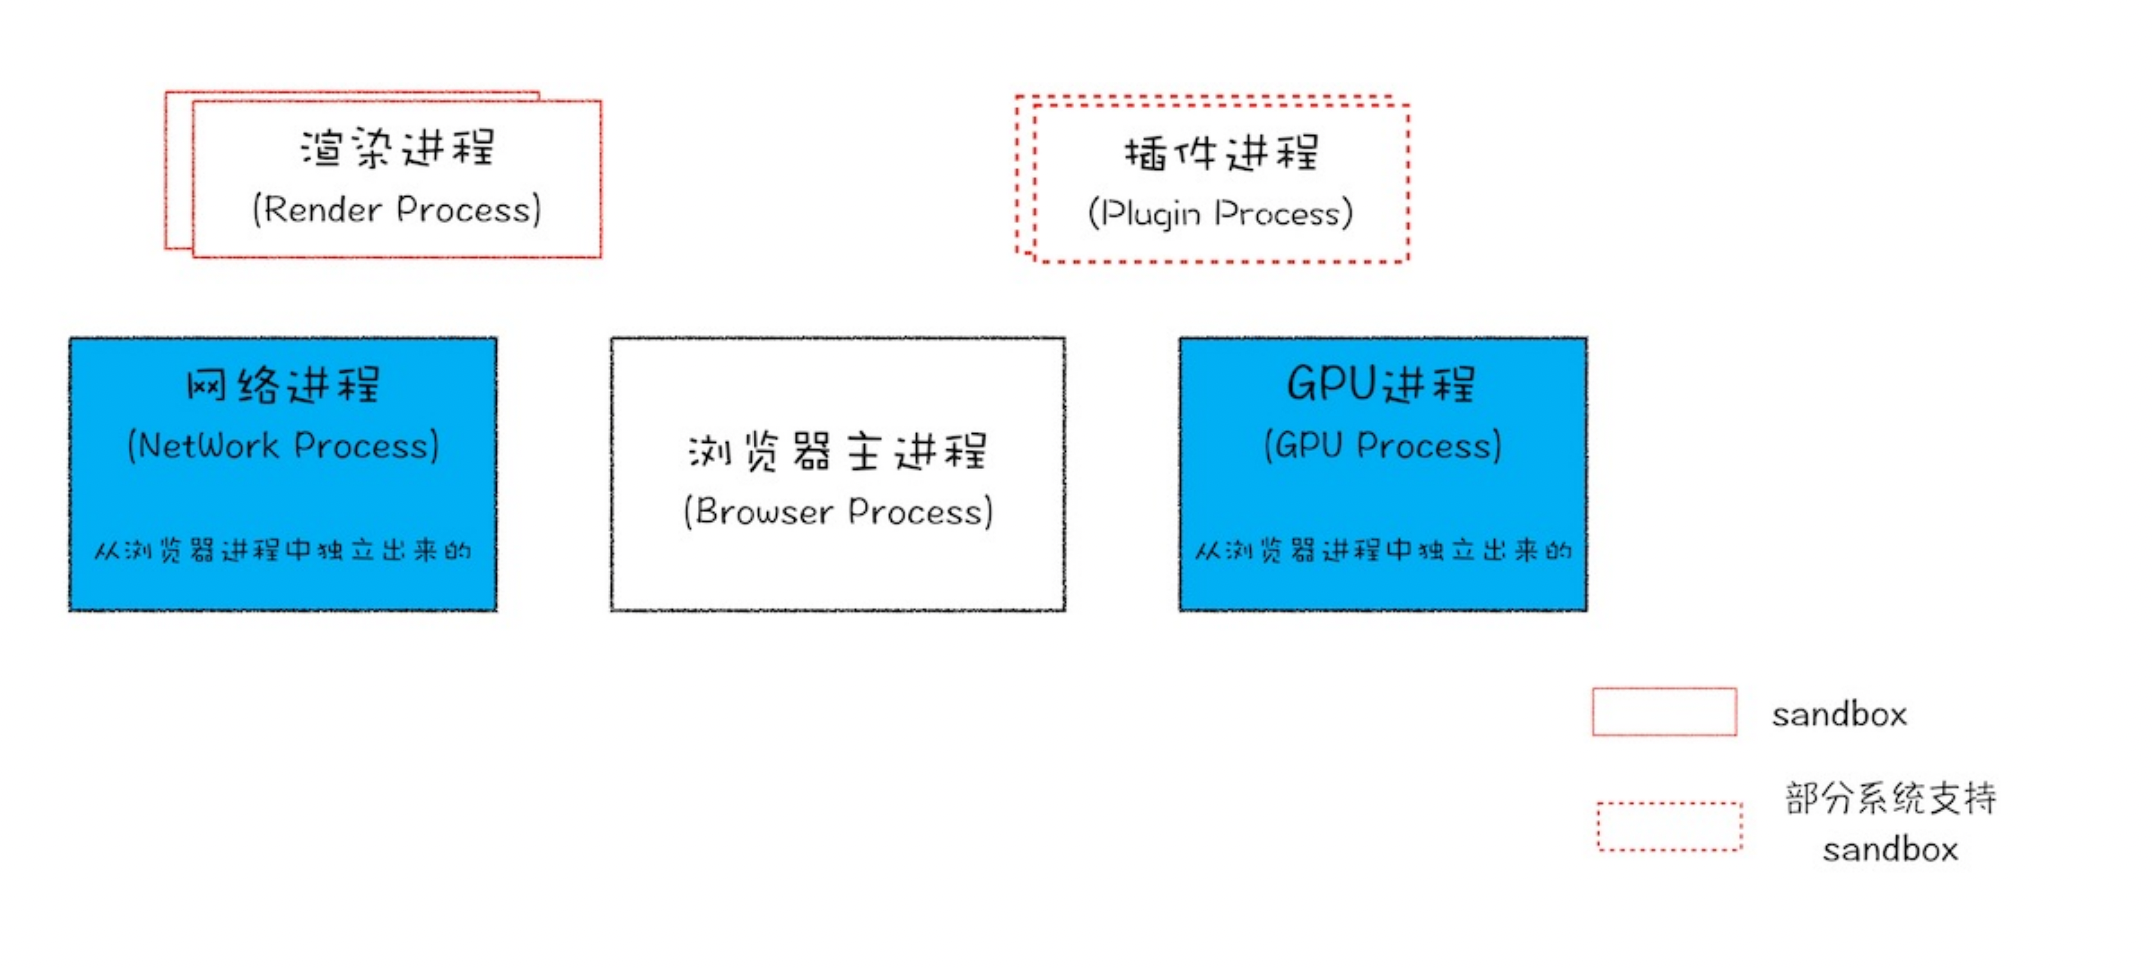 渲染进程
(Render Process)
插件进程
(Plugin Process)
网络进程
(NetWork Process)
从浏览器进程中独立出来的
浏览器主进程
(Browser Process)
GPU进程
(GPU Process)
从浏览器进程中独立出来的
sandbox
部分系统支持
sandbox